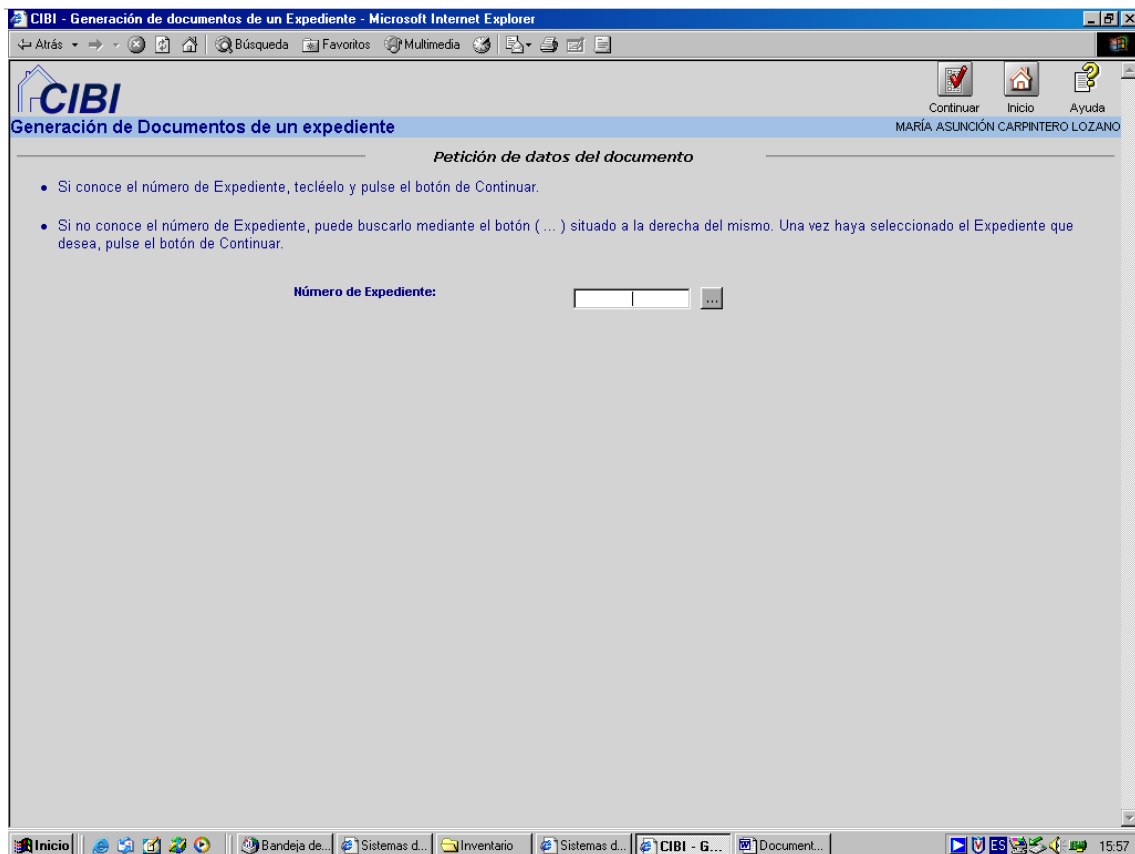 CIBI - Generación de documentos de un Expediente - Microsoft Internet Explorer
Atrás Búsqueda Favoritos Multimedia
CIBI
Continuar Inicio Ayuda
Generación de Documentos de un expediente MARÍA ASUNCIÓN CARPINTERO LOZANO
Petición de datos del documento
Si conoce el número de Expediente, tecléelo y pulse el botón de Continuar.
Si no conoce el número de Expediente, puede buscarlo mediante el botón ( ... ) situado a la derecha del mismo. Una vez haya seleccionado el Expediente que
desea, pulse el botón de Continuar.
Número de Expediente: ...
Inicio Bandeja de... Sistemas d... Inventario Sistemas d... CIBI - G... Document... ES 15:57